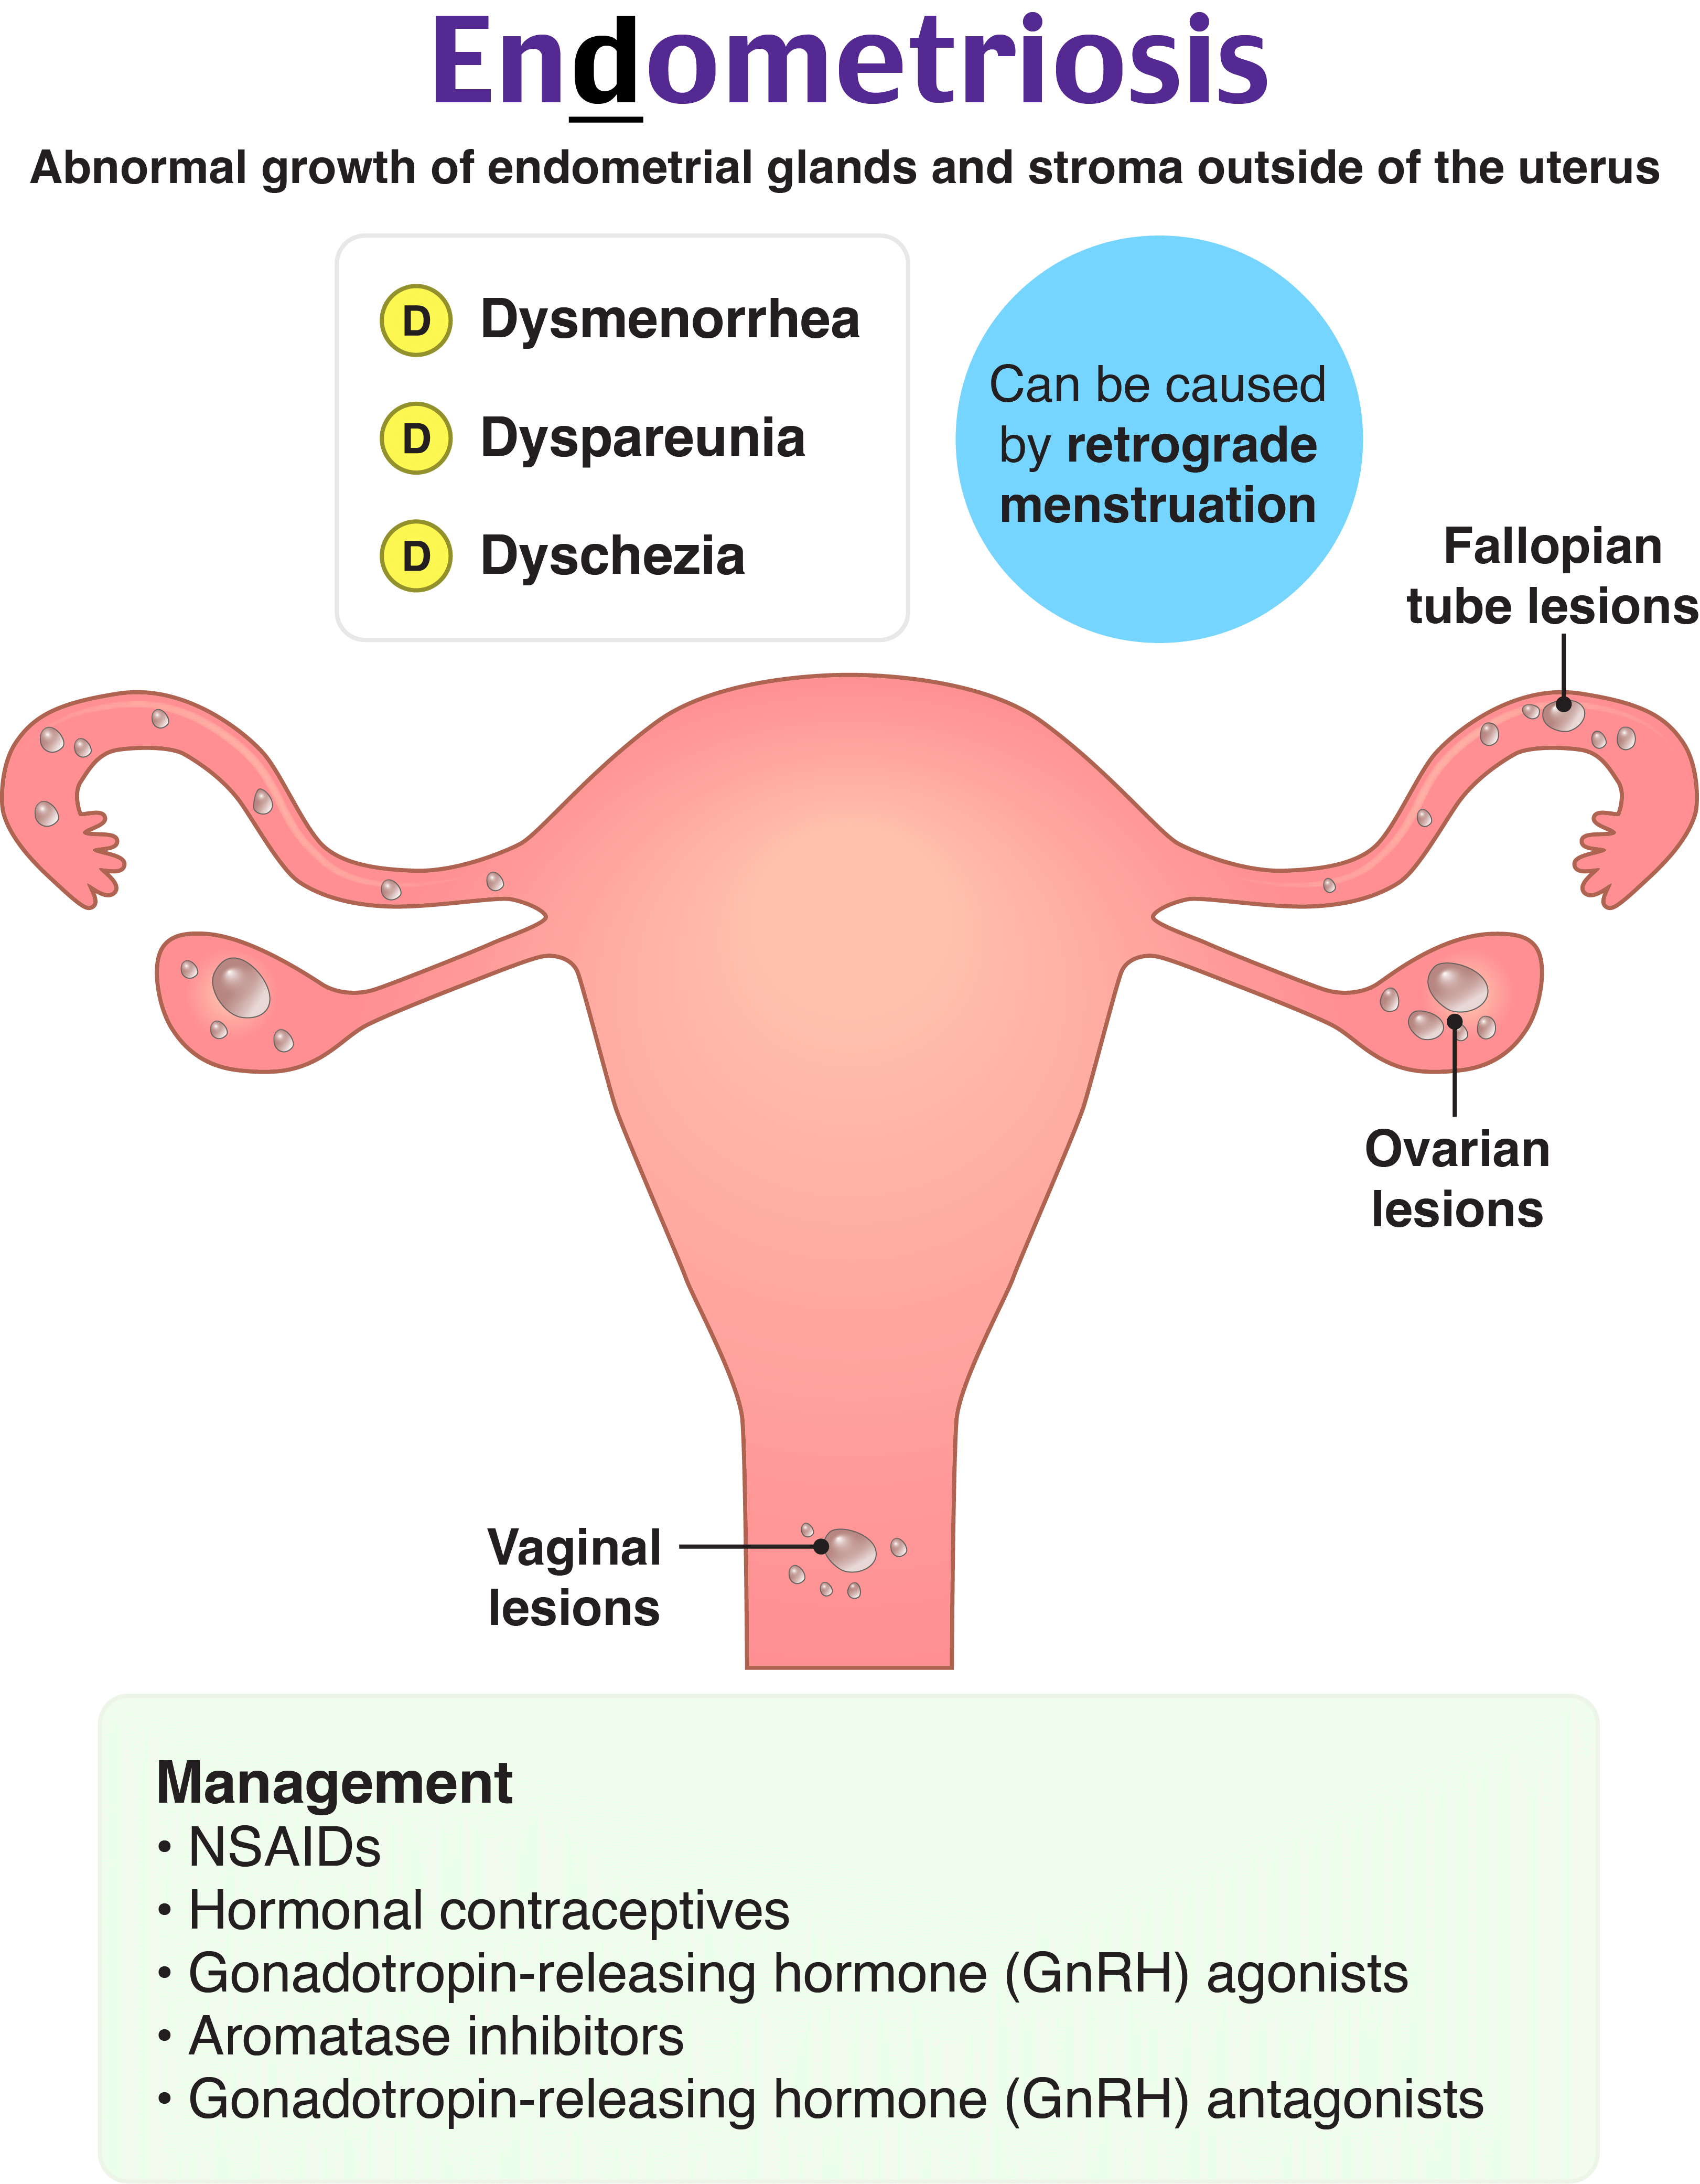 Endometriosis
Abnormal growth of endometrial glands and stroma outside of the uterus
D Dysmenorrhea
D Dyspareunia
D Dyschezia
Can be caused
by retrograde
menstruation
Fallopian
tube lesions
Ovarian
lesions
Vaginal
lesions
Management
• NSAIDs
• Hormonal contraceptives
• Gonadotropin-releasing hormone (GnRH) agonists
• Aromatase inhibitors
• Gonadotropin-releasing hormone (GnRH) antagonists